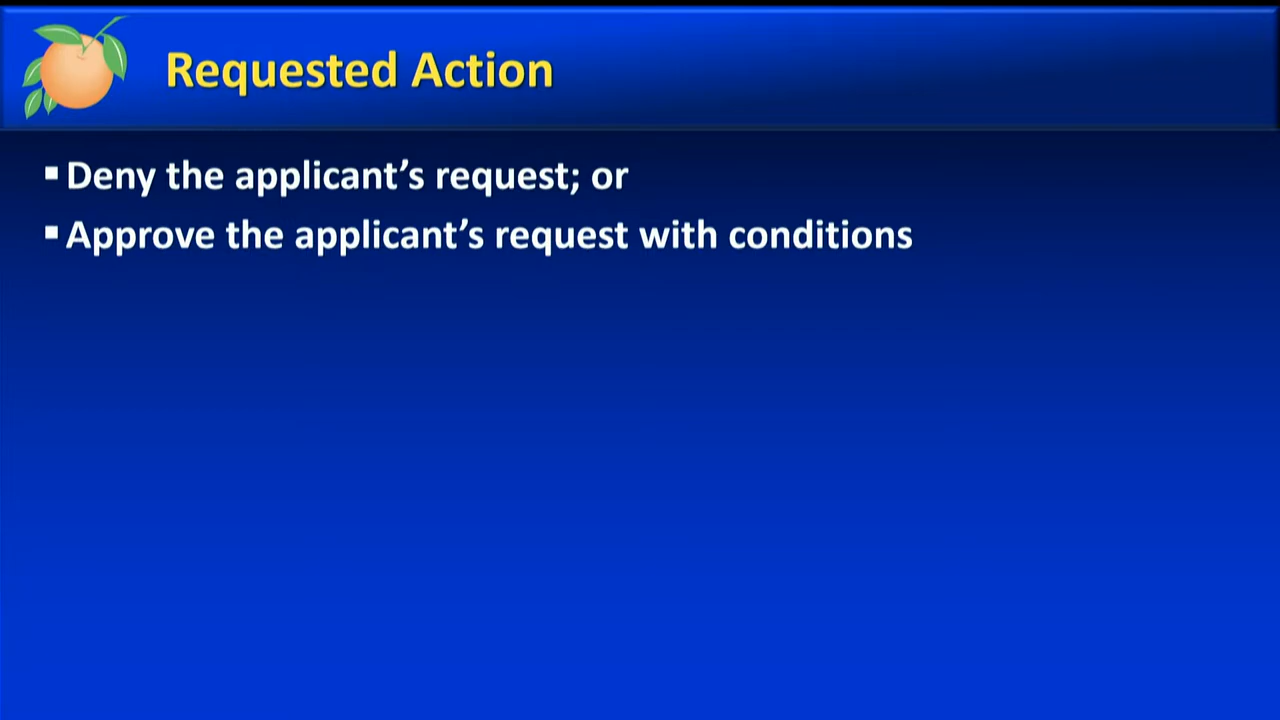 Requested Action
▪ Deny the applicant’s request; or
▪ Approve the applicant’s request with conditions